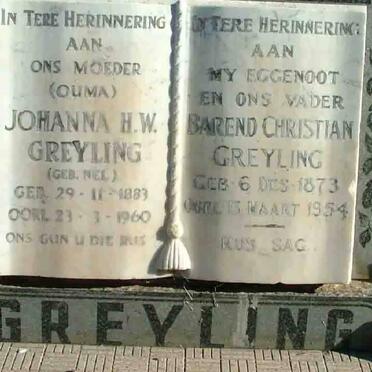 IN TERE HERINNERING
AAN
ONS MOEDER
(OUMA)
JOHANNA H.W.
GREYLING
(GEB. NEL)
GEB. 29-11-1883
OORL. 23-3-1960
ONS GUN U DIE RUS
IN TERE HERINNERING
AAN
MY EGGENOOT
EN ONS VADER
BAREND CHRISTIAN
GREYLING
GEB. 6 DES. 1873
OORL. 13 MAART 1954
RUS SAG
GREYLING